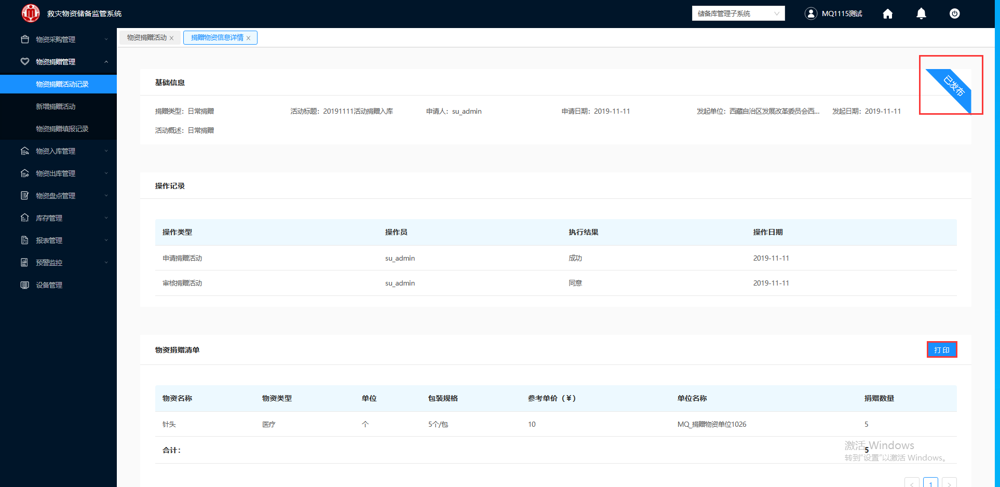 救灾物资储备监管系统
储备库管理子系统
MQ1115测试
物资采购管理
物资捐赠管理
物资捐赠活动记录
新增捐赠活动
物资捐赠填报记录
物资入库管理
物资出库管理
物资盘点管理
库存管理
报表管理
预警监控
设备管理
物资捐赠活动 ×
捐赠物资信息详情 ×
已发布
基础信息
捐赠类型：日常捐赠 活动标题：20191111活动捐赠入库 申请人：su_admin 申请日期：2019-11-11 发起单位：西藏自治区发展改革委员会西... 发起日期：2019-11-11
活动概述：日常捐赠
操作记录
操作类型 操作员 执行结果 操作日期
申请捐赠活动 su_admin 成功 2019-11-11
审核捐赠活动 su_admin 同意 2019-11-11
物资捐赠清单
打印
物资名称 物资类型 单位 包装规格 参考单价（¥） 单位名称 捐赠数量
针头 医疗 个 5个/包 10 MQ_捐赠物资单位1026 5
合计： 5
激活 Windows
转到“设置”以激活 Windows。
< 1 >